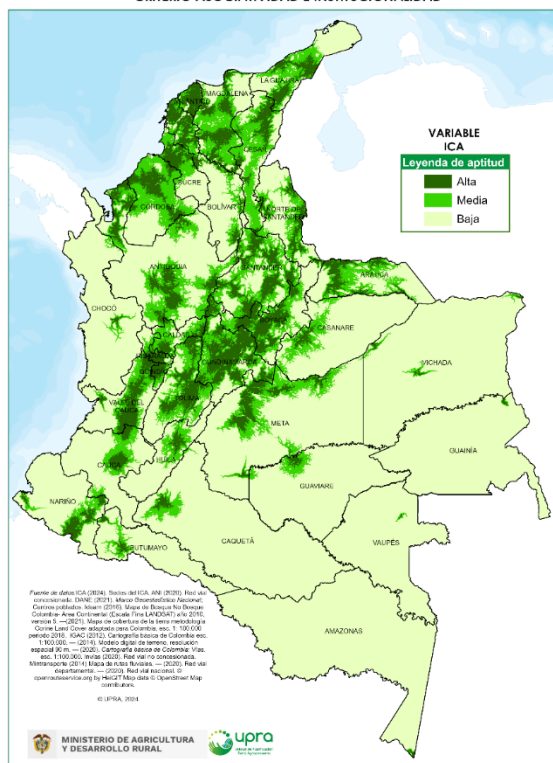 CRITERIO ASOCIATIVIDAD E INSTITUCIONALIDAD
VARIABLE
ICA
Leyenda de aptitud
Alta
Media
Baja
LA GUAJIRA
MAGDALENA
CESAR
SUCRE
CÓRDOBA
BOLÍVAR
NORTE DE
SANTANDER
ANTIOQUIA
SANTANDER
ARAUCA
CHOCÓ
CALDAS
CASANARE
CUNDINAMARCA
VICHADA
TOLIMA
VALLE DEL
CAUCA
META
GUAINÍA
CAUCA
HUILA
GUAVIARE
NARIÑO
CAQUETÁ
VAUPÉS
PUTUMAYO
AMAZONAS
Fuente de datos ICA (2024). Sedes del ICA. ANI (2020). Red vial
concesionada. DANE (2021). Marco Geoestadístico Nacional,
Centros poblados. Ideam (2016). Mapa de Bosque No Bosque
Colombia- Área Continental (Escala Fina LANDSAT) año 2016,
versión 6. —(2021). Mapa de cobertura de la tierra metodología
Corine Land Cover adaptada para Colombia, esc. 1: 100.000
periodo 2018. IGAC (2012). Cartografía básica de Colombia esc.
1:100.000. — (2014). Modelo digital de terreno, resolución
espacial 90 m. — (2020). Cartografía básica de Colombia: Vías,
esc. 1:100.000. Invías (2020). Red vial no concesionada.
Mintransporte (2014) Mapa de rutas fluviales. — (2020). Red vial
departamental. — (2020). Red vial nacional. ©
openrouteservice.org by HeiGIT Map data © OpenStreet Map
contributors.
© UPRA, 2024
MINISTERIO DE AGRICULTURA
Y DESARROLLO RURAL
upra